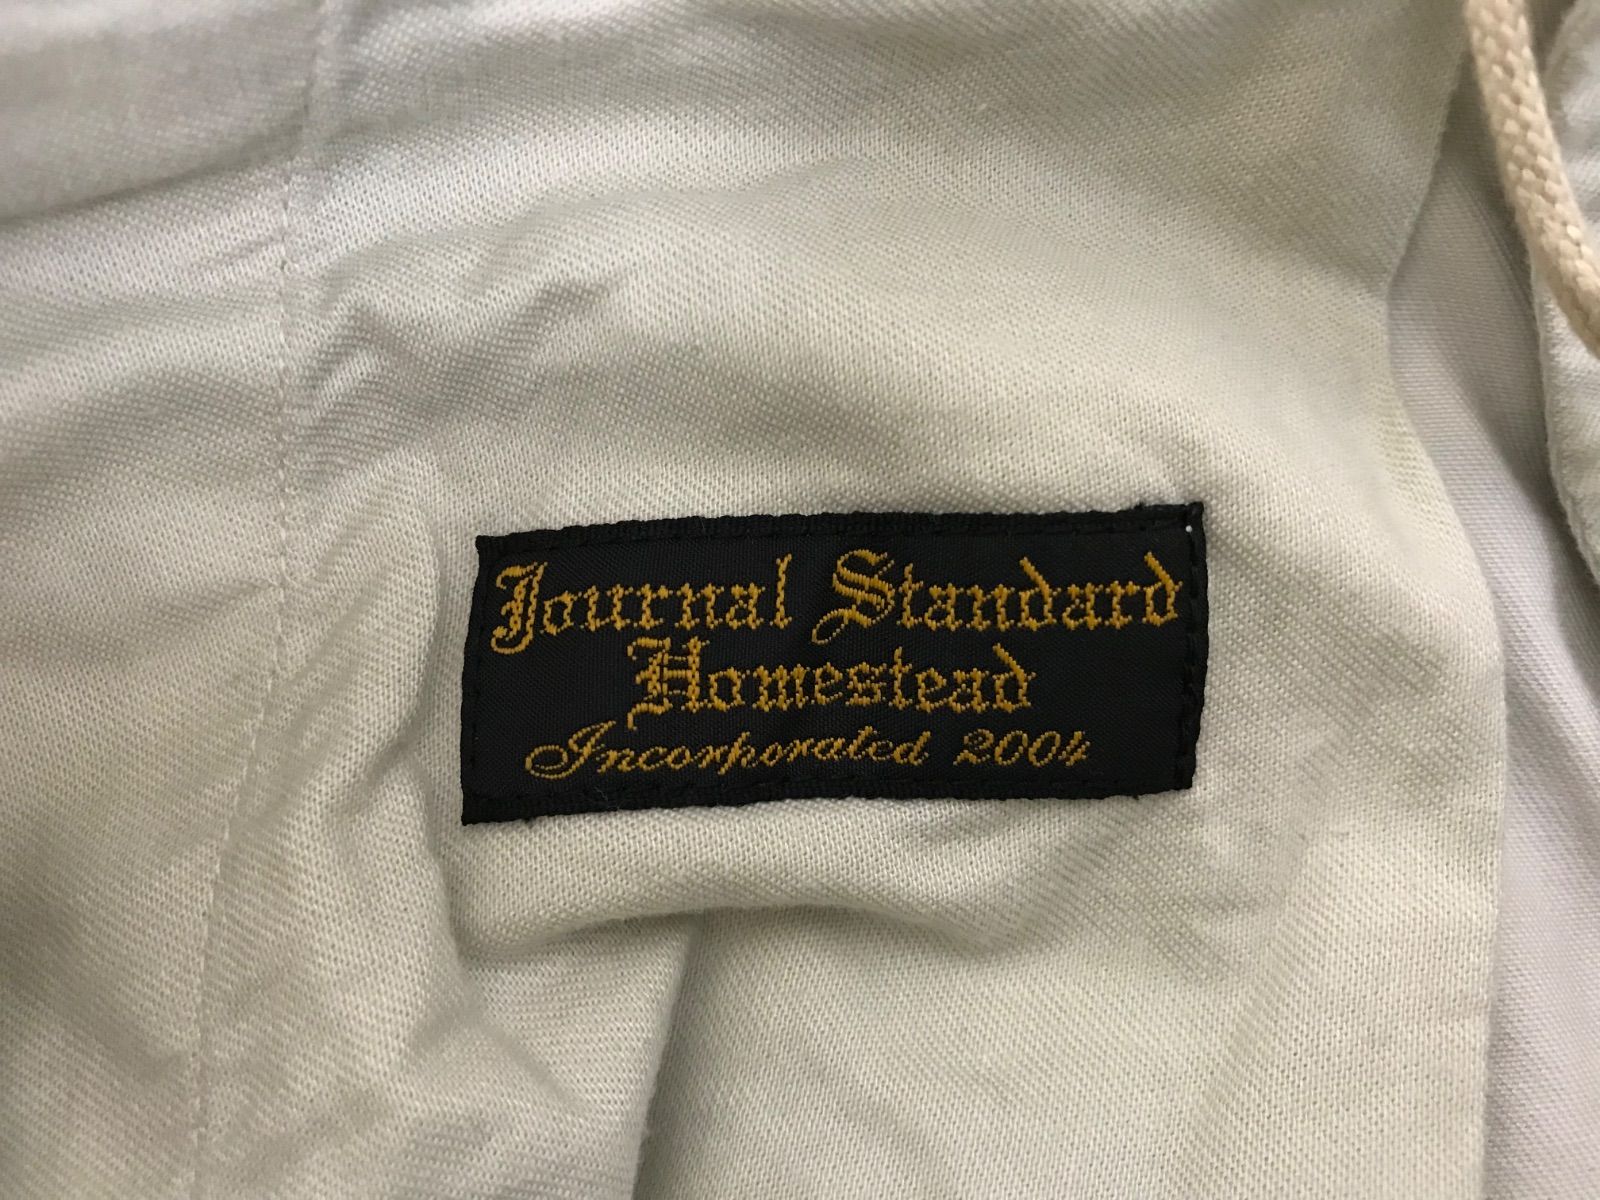 Journal Standard
Homestead
Incorporated 2004